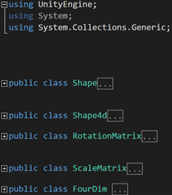 using UnityEngine;
using System;
using System.Collections.Generic;
public class Shape...
public class Shape4d...
public class RotationMatrix...
public class ScaleMatrix...
public class FourDim...